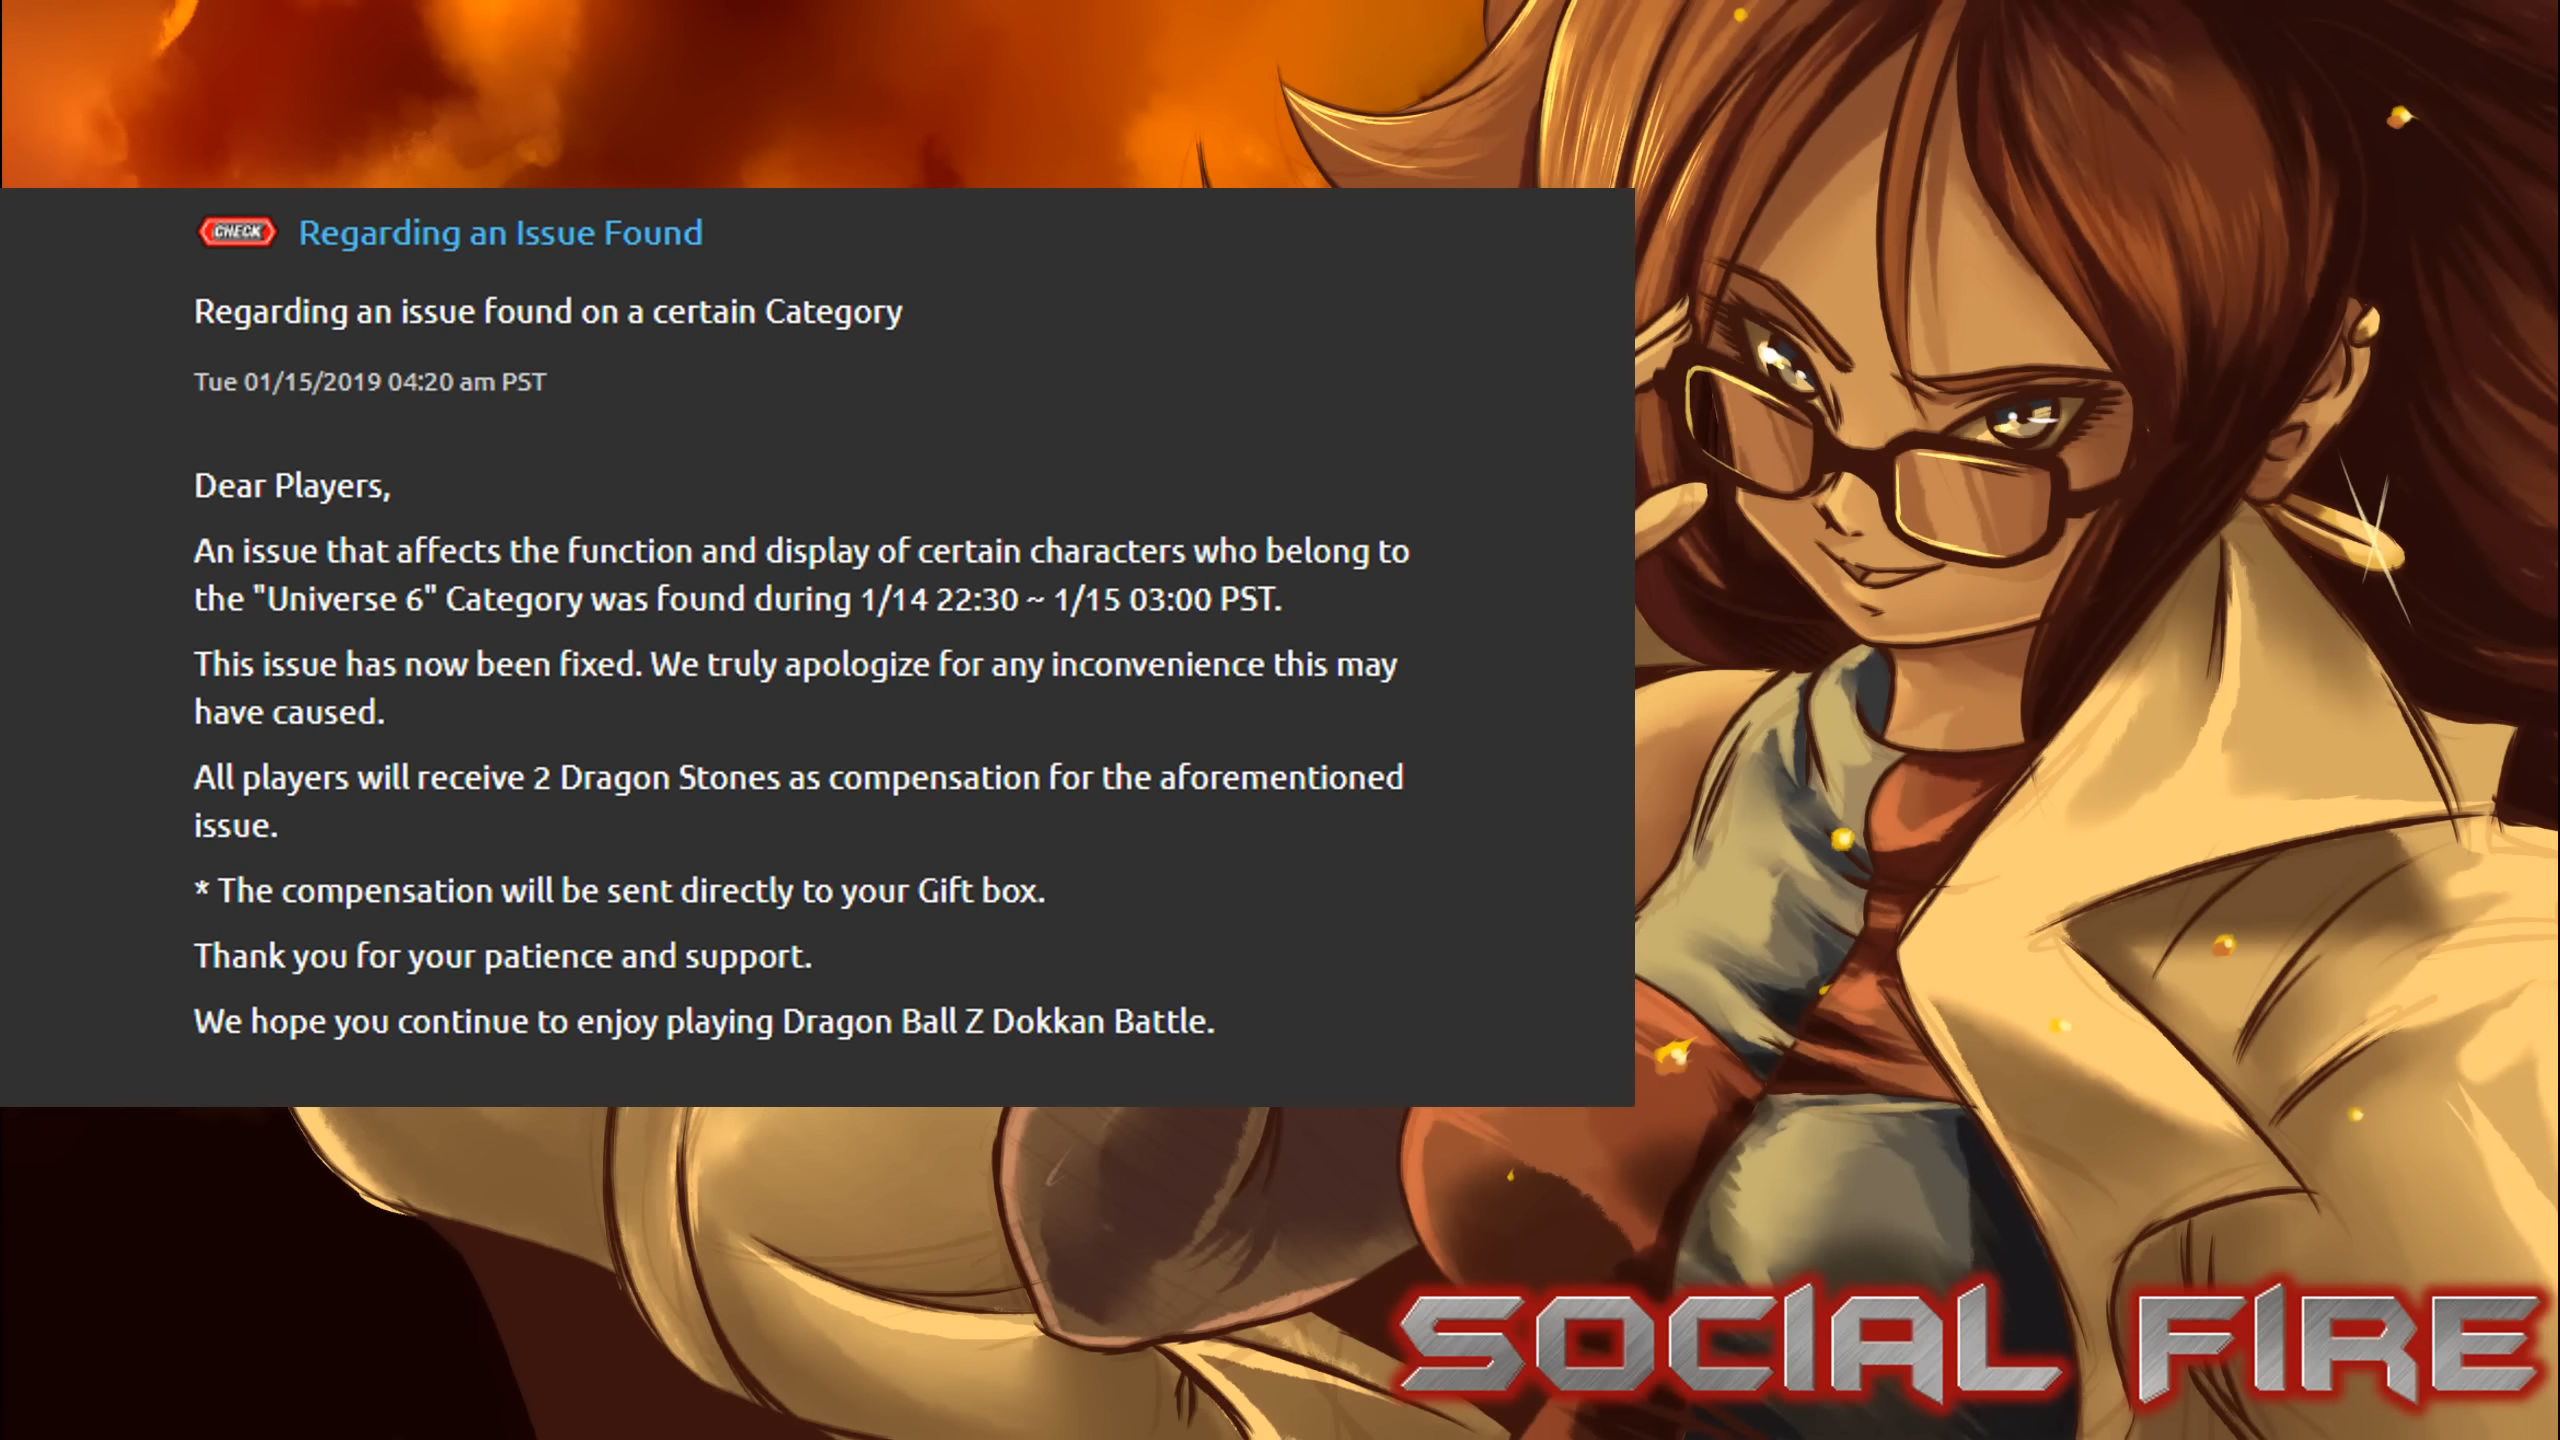 CHECK Regarding an Issue Found
Regarding an issue found on a certain Category
Tue 01/15/2019 04:20 am PST
Dear Players,
An issue that affects the function and display of certain characters who belong to
the "Universe 6" Category was found during 1/14 22:30 ~ 1/15 03:00 PST.
This issue has now been fixed. We truly apologize for any inconvenience this may
have caused.
All players will receive 2 Dragon Stones as compensation for the aforementioned
issue.
* The compensation will be sent directly to your Gift box.
Thank you for your patience and support.
We hope you continue to enjoy playing Dragon Ball Z Dokkan Battle.
SOCIAL FIRE